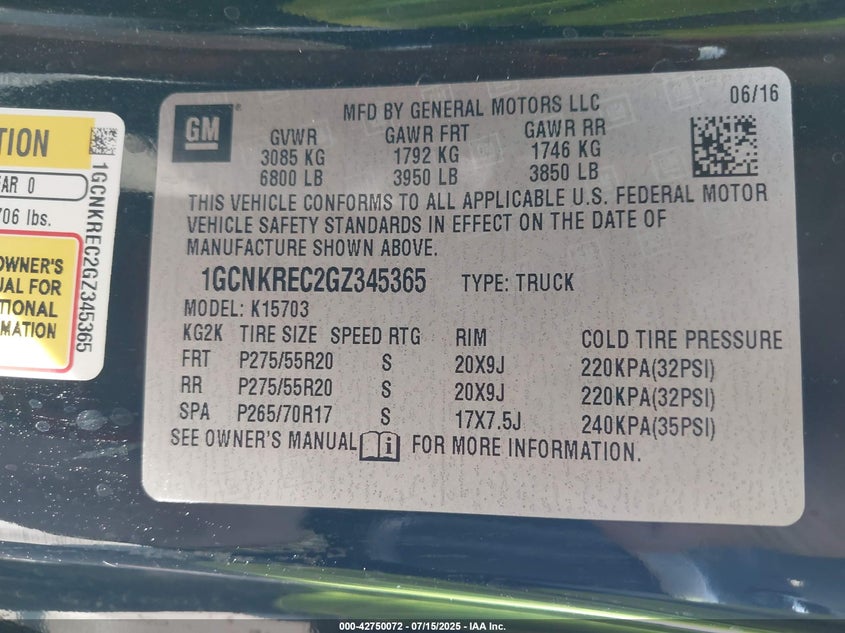 TION
AR 0
706 lbs.
OWNER'S
UAL FOR
TIONAL
MATION
1GCNKREC2GZ345365
GM
®
MFD BY GENERAL MOTORS LLC
06/16
GVWR GAWR FRT GAWR RR
3085 KG 1792 KG 1746 KG
6800 LB 3950 LB 3850 LB
THIS VEHICLE CONFORMS TO ALL APPLICABLE U.S. FEDERAL MOTOR
VEHICLE SAFETY STANDARDS IN EFFECT ON THE DATE OF
MANUFACTURE SHOWN ABOVE.
1GCNKREC2GZ345365 TYPE: TRUCK
MODEL: K15703
KG2K TIRE SIZE SPEED RTG RIM COLD TIRE PRESSURE
FRT P275/55R20 S 20X9J 220KPA(32PSI)
RR P275/55R20 S 20X9J 220KPA(32PSI)
SPA P265/70R17 S 17X7.5J 240KPA(35PSI)
SEE OWNER'S MANUAL i FOR MORE INFORMATION.
000-42750072 - 07/15/2025 - IAA Inc.